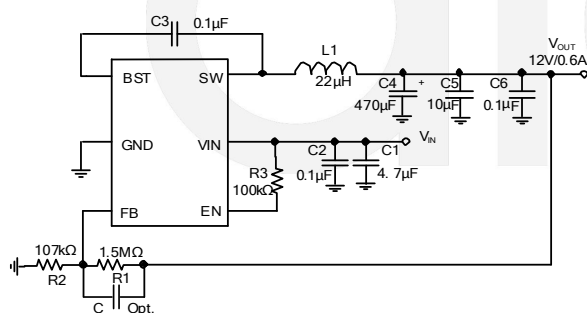 C3 0.1µF
L1
22µH
VOUT
12V/0.6A
BST
SW
C4 +
470µF
C5
10µF
C6
0.1µF
GND
VIN
VIN
R3
100kΩ
C2
0.1µF
C1
4. 7µF
FB
EN
107kΩ
R2
1.5MΩ
R1
C Opt.